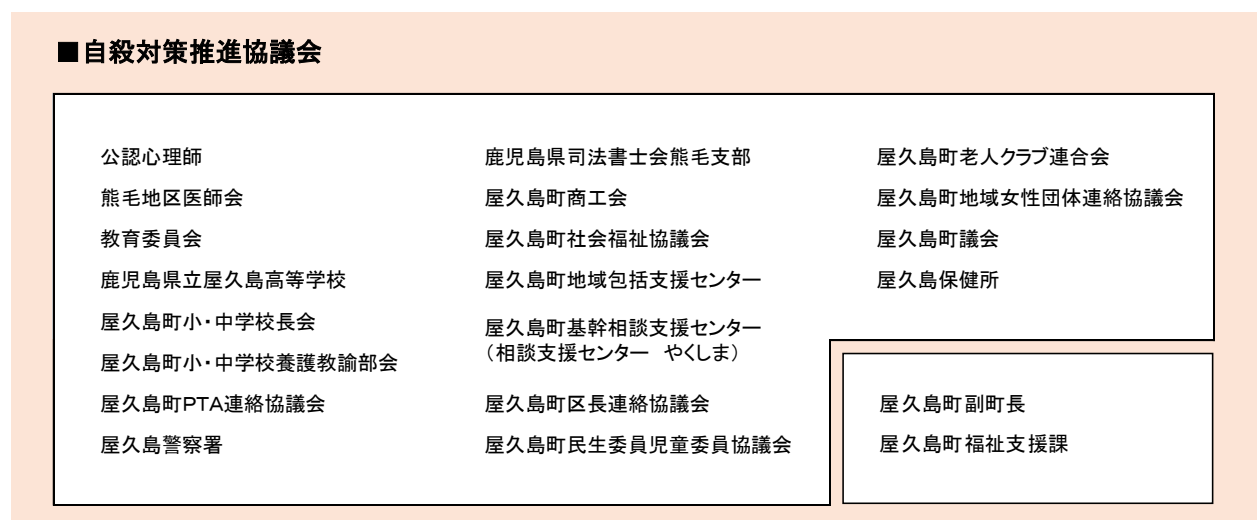 ■自殺対策推進協議会
公認心理師
熊毛地区医師会
教育委員会
鹿児島県立屋久島高等学校
屋久島町小・中学校長会
屋久島町小・中学校養護教諭部会
屋久島町PTA連絡協議会
屋久島警察署
鹿児島県司法書士会熊毛支部
屋久島町商工会
屋久島町社会福祉協議会
屋久島町地域包括支援センター
屋久島町基幹相談支援センター
（相談支援センター　やくしま）
屋久島町区長連絡協議会
屋久島町民生委員児童委員協議会
屋久島町老人クラブ連合会
屋久島町地域女性団体連絡協議会
屋久島町議会
屋久島保健所
屋久島町副町長
屋久島町福祉支援課